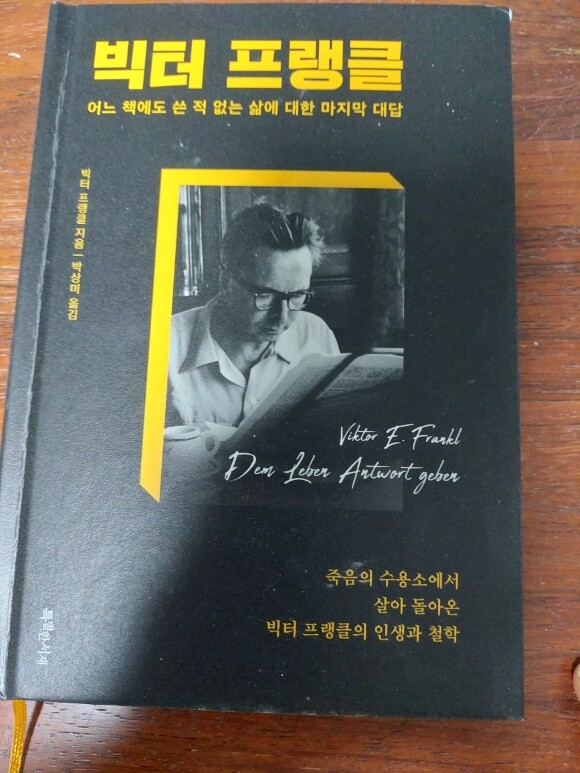 빅터 프랭클
어느 책에도 쓴 적 없는 삶에 대한 마지막 대답
빅터 프랭클 지음 | 박상미 옮김
Viktor E. Frankl
Dem Leben Antwort geben
죽음의 수용소에서
살아 돌아온
빅터 프랭클의 인생과 철학
특별한서재